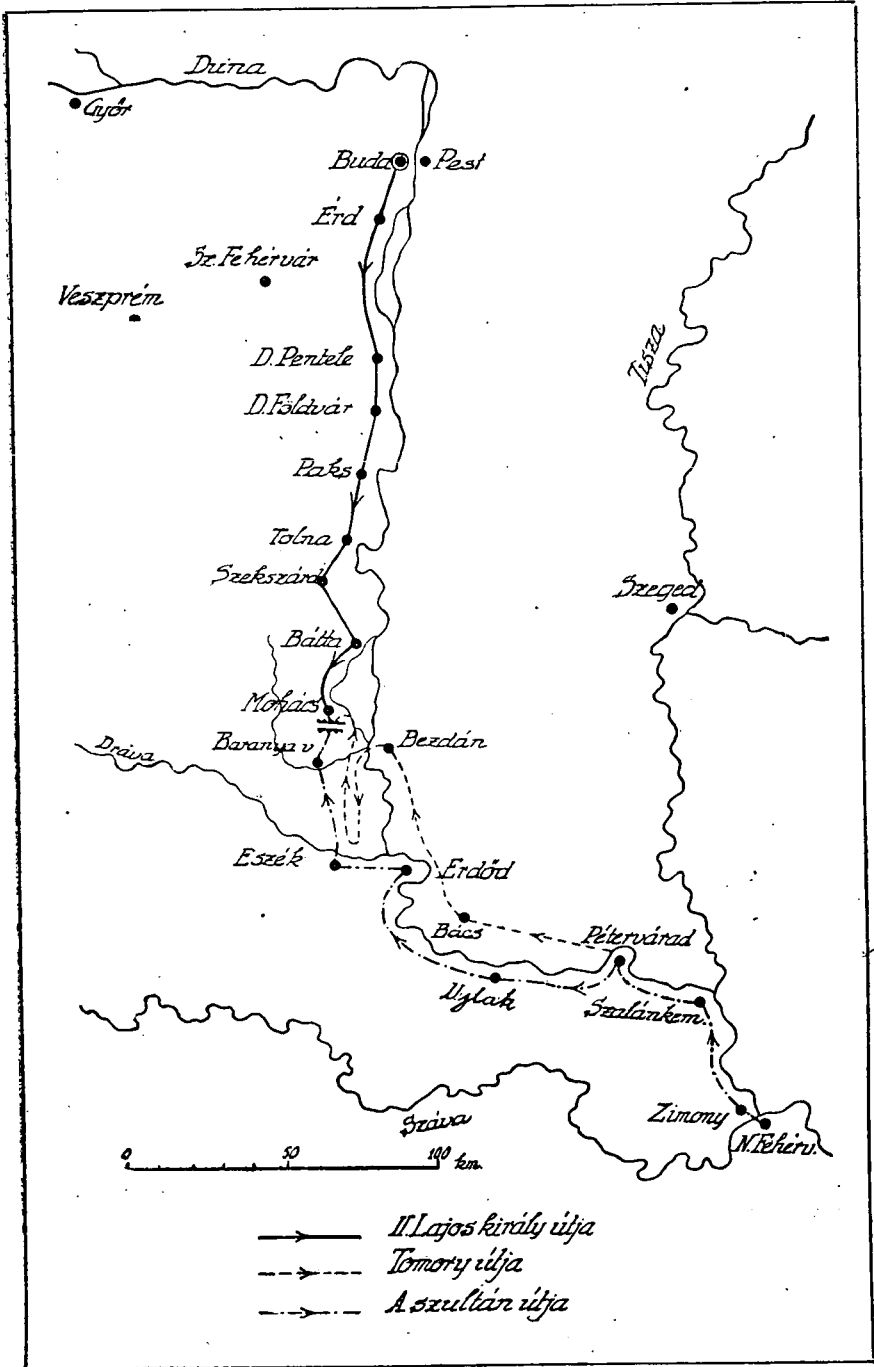 Duna
Győr
Buda
Pest
Érd
Sz. Fehérvár
Veszprém
D. Pentele
D. Földvár
Tisza
Paks
Tolna
Szekszárd
Szeged
Bátta
Mohács
Baranya v
Bezdán
Dráva
Eszék
Erdőd
Bács
Pétervárad
Ujlak
Szalánkem.
Zimony
N. Fehérv.
Száva
0 50 100 km.
II. Lajos király útja
Tomory útja
A szultán útja